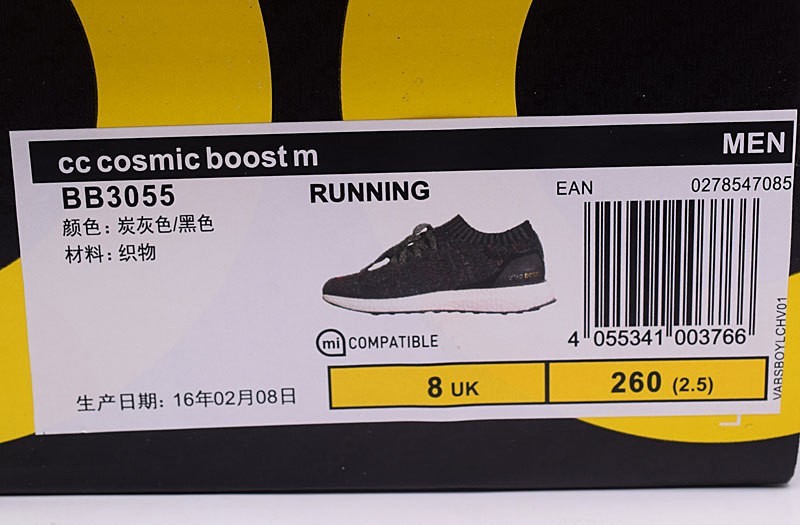 cc cosmic boost m MEN
BB3055 RUNNING EAN 0278547085
颜色：炭灰色/黑色
材料：织物
mi COMPATIBLE
4 055341 003766
VABSBOYLCHV01
8 UK 260 (2.5)
生产日期：16年02月08日